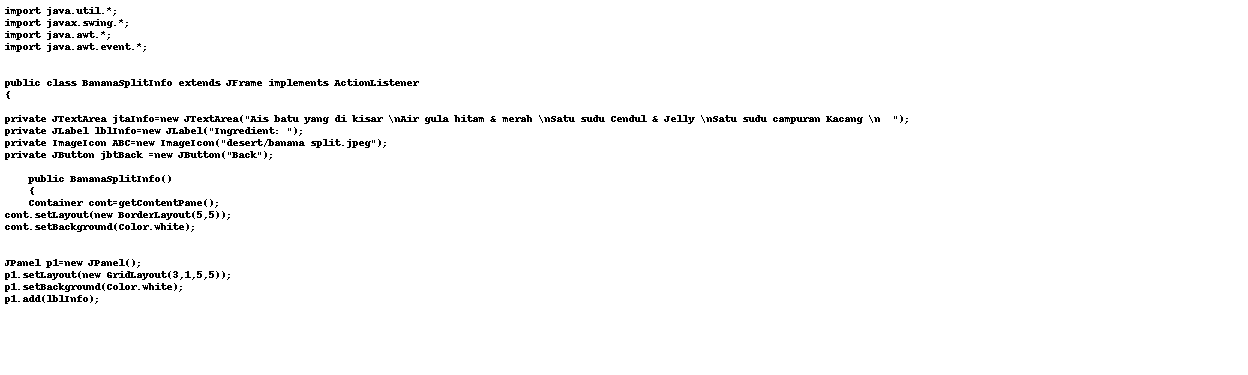 import java.util.*;
import javax.swing.*;
import java.awt.*;
import java.awt.event.*;
public class BananaSplitInfo extends JFrame implements ActionListener
{
private JTextArea jtaInfo=new JTextArea("Ais batu yang di kisar \nAir gula hitam & merah \nSatu sudu Cendul & Jelly \nSatu sudu campuran Kacang \n  ");
private JLabel lblInfo=new JLabel("Ingredient: ");
private ImageIcon ABC=new ImageIcon("desert/banana split.jpeg");
private JButton jbtBack =new JButton("Back");
public BananaSplitInfo()
{
Container cont=getContentPane();
cont.setLayout(new BorderLayout(5,5));
cont.setBackground(Color.white);
JPanel p1=new JPanel();
p1.setLayout(new GridLayout(3,1,5,5));
p1.setBackground(Color.white);
p1.add(lblInfo);